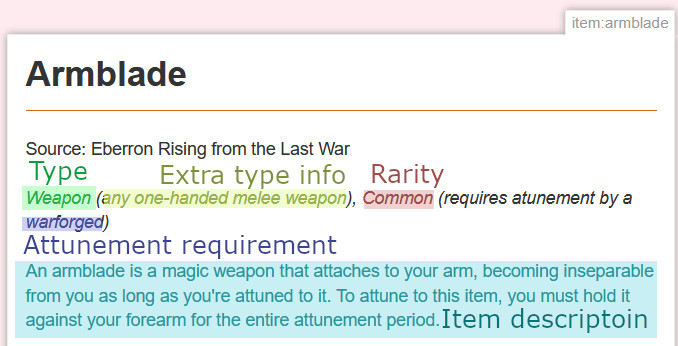 item:armblade
Armblade
Source: Eberron Rising from the Last War
Type Extra type info Rarity
Weapon (any one-handed melee weapon), Common (requires atunement by a
warforged)
Attunement requirement
An armblade is a magic weapon that attaches to your arm, becoming inseparable
from you as long as you're attuned to it. To attune to this item, you must hold it
against your forearm for the entire attunement period.
Item descriptoin